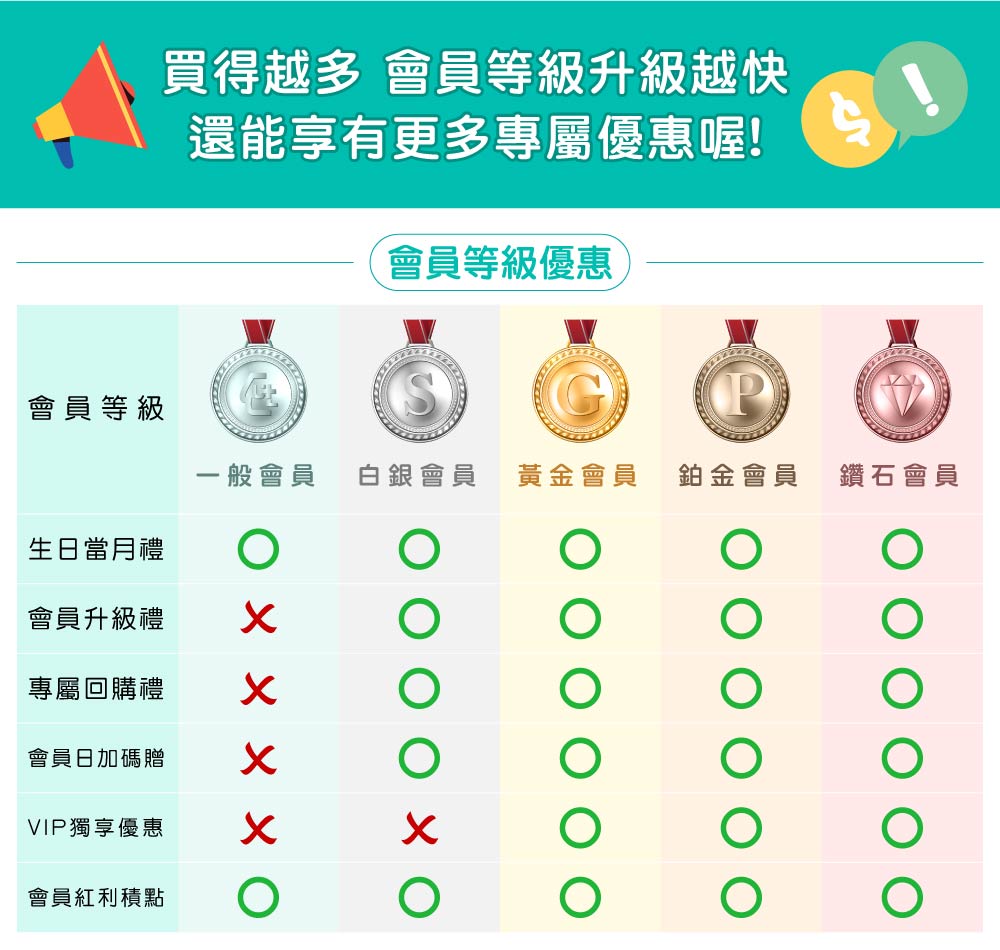 買得越多 會員等級升級越快
還能享有更多專屬優惠喔!
會員等級優惠
會員等級
S
G
P
一般會員
白銀會員
黃金會員
鉑金會員
鑽石會員
生日當月禮
會員升級禮
專屬回購禮
會員日加碼贈
VIP獨享優惠
會員紅利積點